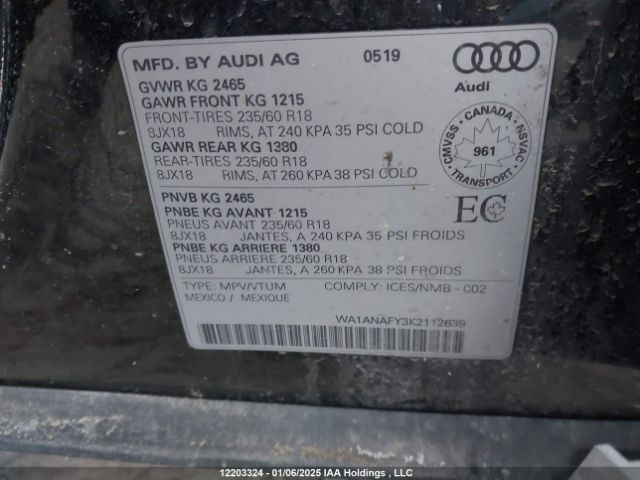 MFD. BY AUDI AG 0519
Audi
GVWR KG 2465
GAWR FRONT KG 1215
FRONT-TIRES 235/60 R18
8JX18 RIMS, AT 240 KPA 35 PSI COLD
GAWR REAR KG 1380
REAR-TIRES 235/60 R18
8JX18 RIMS, AT 260 KPA 38 PSI COLD
CMVSS - CANADA - NSVAC
961
TRANSPORT
PNVB KG 2465
PNBE KG AVANT 1215
PNEUS AVANT 235/60 R18
8JX18 JANTES, A 240 KPA 35 PSI FROIDS
PNBE KG ARRIERE 1380
PNEUS ARRIERE 235/60 R18
8JX18 JANTES, A 260 KPA 38 PSI FROIDS
EC
TYPE: MPV/VTUM COMPLY: ICES/NMB - 002
MEXICO / MEXIQUE
WA1ANAFY3K2112639
12203324 - 01/06/2025 IAA Holdings , LLC